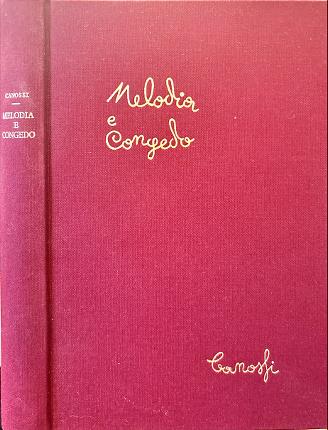 CANOSSI
MELODIA
E
CONGEDO
Melodia
e
Congedo
Canossi